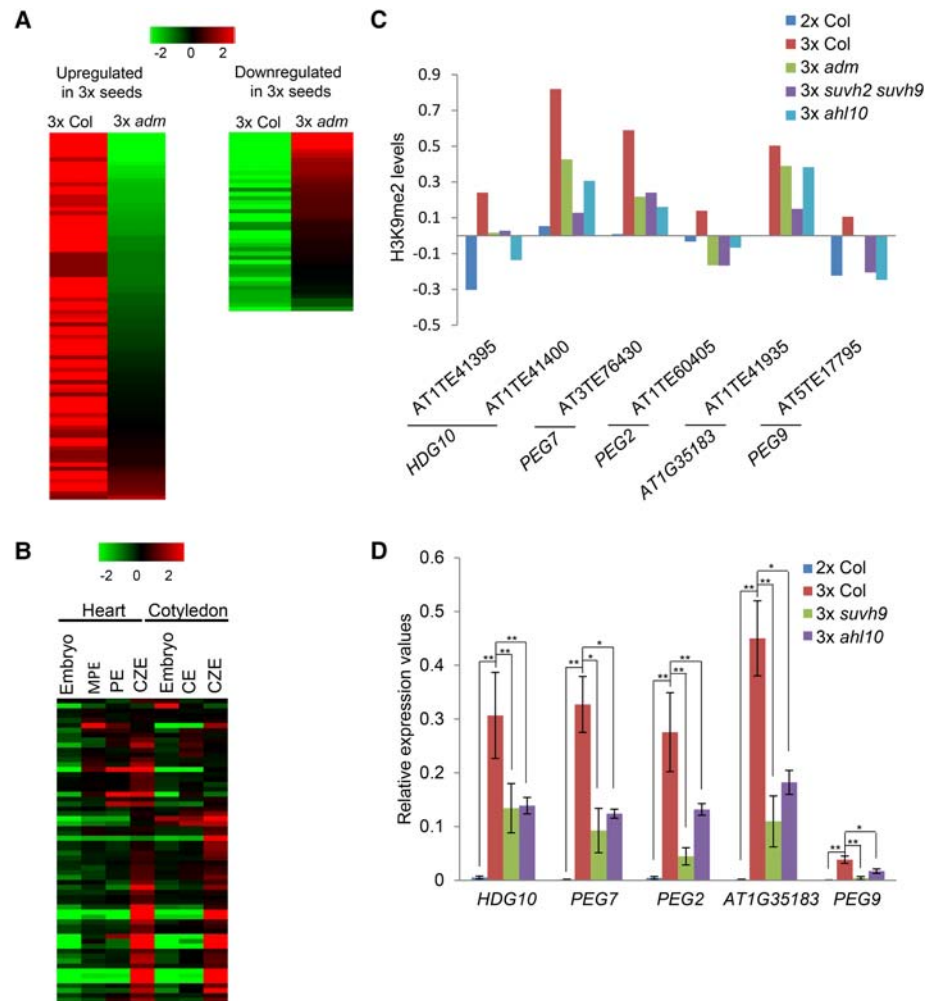 A
-2 0 2
Upregulated
in 3x seeds
3x Col 3x adm
Downregulated
in 3x seeds
3x Col 3x adm
B
-2 0 2
Heart Cotyledon
Embryo
MPE
PE
CZE
Embryo
CE
CZE
C
2x Col
3x Col
3x adm
3x suvh2 suvh9
3x ahl10
H3K9me2 levels
0.9
0.7
0.5
0.3
0.1
-0.1
-0.3
-0.5
AT1TE41395
AT1TE41400
AT3TE76430
AT1TE60405
AT1TE41935
AT5TE17795
HDG10
PEG7
PEG2
AT1G35183
PEG9
D
2x Col
3x Col
3x suvh9
3x ahl10
Relative expression values
0.6
0.5
0.4
0.3
0.2
0.1
0
** ** **
** * *
** ** **
** ** *
** ** *
HDG10 PEG7 PEG2 AT1G35183 PEG9